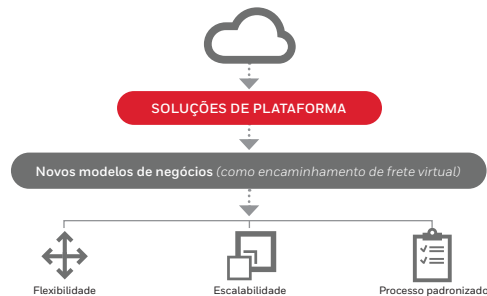 SOLUÇÕES DE PLATAFORMA
Novos modelos de negócios (como encaminhamento de frete virtual)
Flexibilidade
Escalabilidade
Processo padronizado